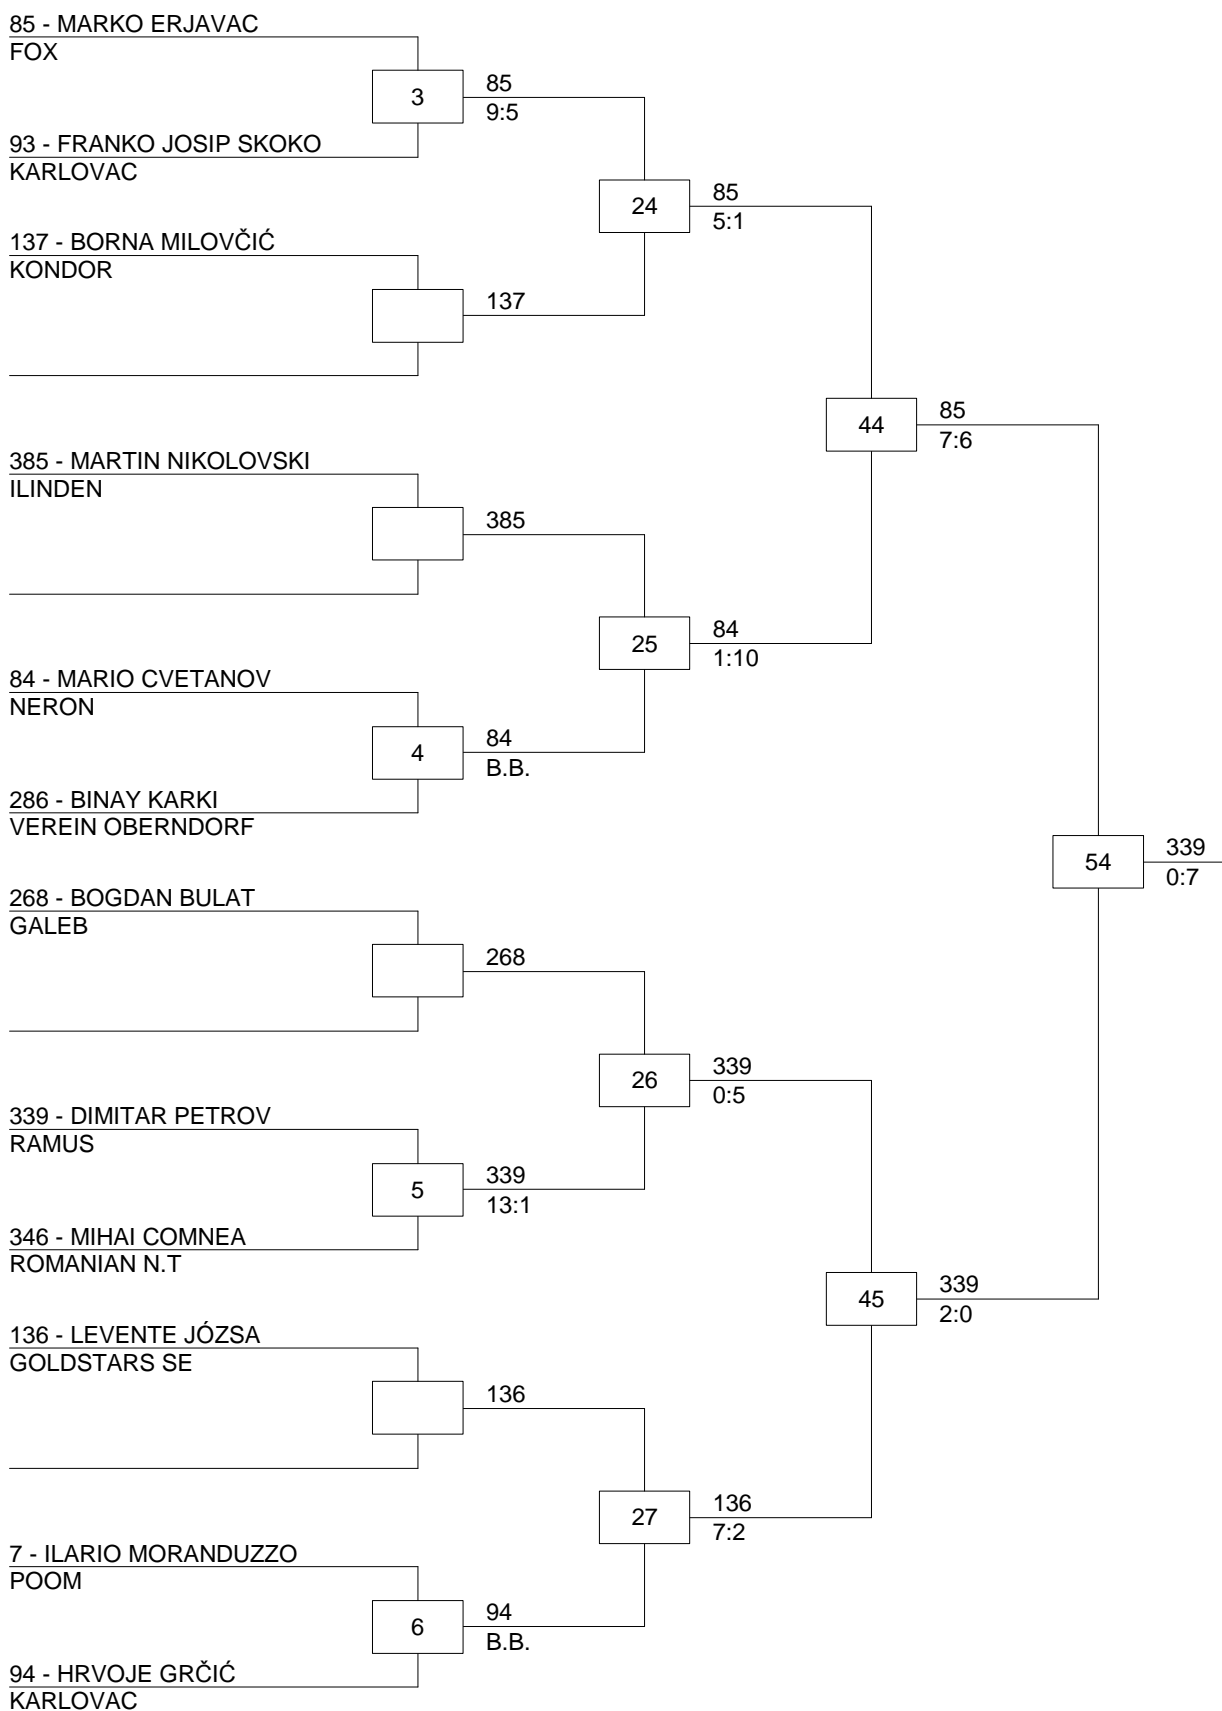 85 - MARKO ERJAVAC
FOX
3
85
9:5
93 - FRANKO JOSIP SKOKO
KARLOVAC
24
85
5:1
137 - BORNA MILOVČIĆ
KONDOR
137
44
85
7:6
385 - MARTIN NIKOLOVSKI
ILINDEN
385
25
84
1:10
84 - MARIO CVETANOV
NERON
4
84
B.B.
286 - BINAY KARKI
VEREIN OBERNDORF
54
339
0:7
268 - BOGDAN BULAT
GALEB
268
26
339
0:5
339 - DIMITAR PETROV
RAMUS
5
339
13:1
346 - MIHAI COMNEA
ROMANIAN N.T
45
339
2:0
136 - LEVENTE JÓZSA
GOLDSTARS SE
136
27
136
7:2
7 - ILARIO MORANDUZZO
POOM
6
94
B.B.
94 - HRVOJE GRČIĆ
KARLOVAC